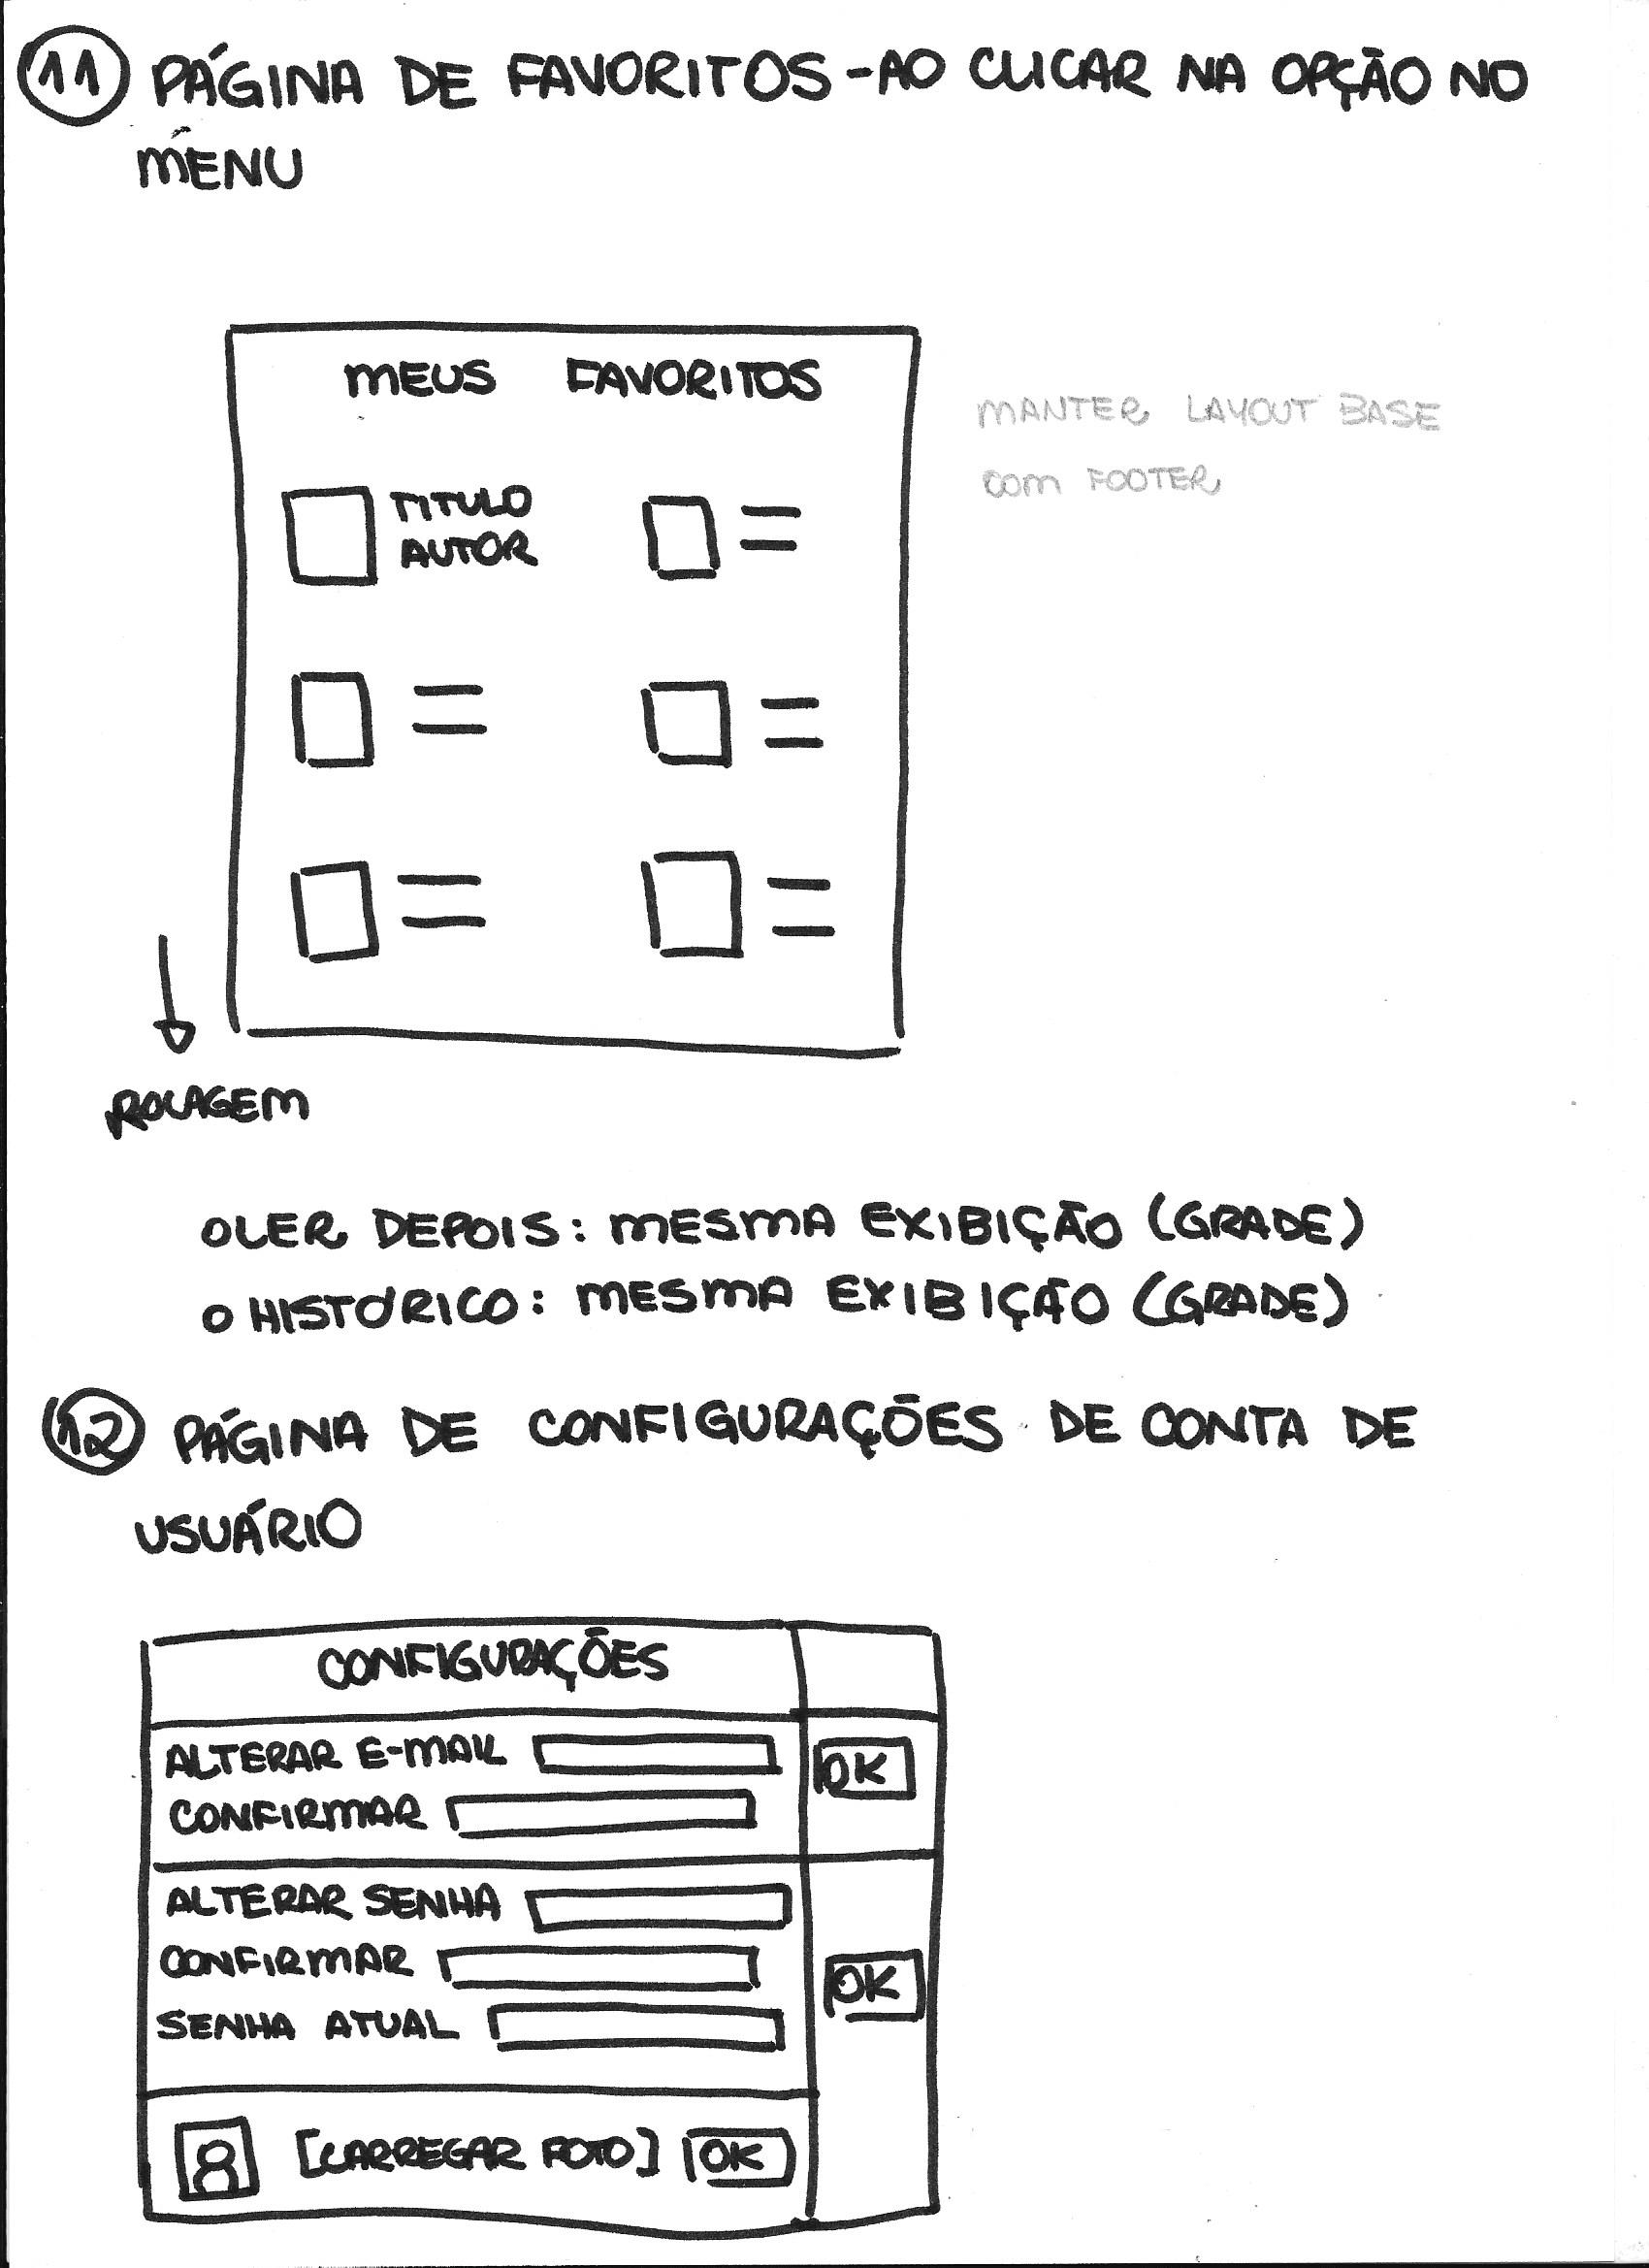 11 PÁGINA DE FAVORITOS - AO CLICAR NA OPÇÃO NO
MENU
MEUS FAVORITOS
MANTER LAYOUT BASE
COM FOOTER
TITULO
AUTOR
ROLAGEM
O LER DEPOIS: MESMA EXIBIÇÃO (GRADE)
O HISTÓRICO: MESMA EXIBIÇÃO (GRADE)
12 PÁGINA DE CONFIGURAÇÕES DE CONTA DE
USUÁRIO
CONFIGURAÇÕES
ALTERAR E-MAIL
OK
CONFIRMAR
ALTERAR SENHA
CONFIRMAR
OK
SENHA ATUAL
[CARREGAR FOTO] OK